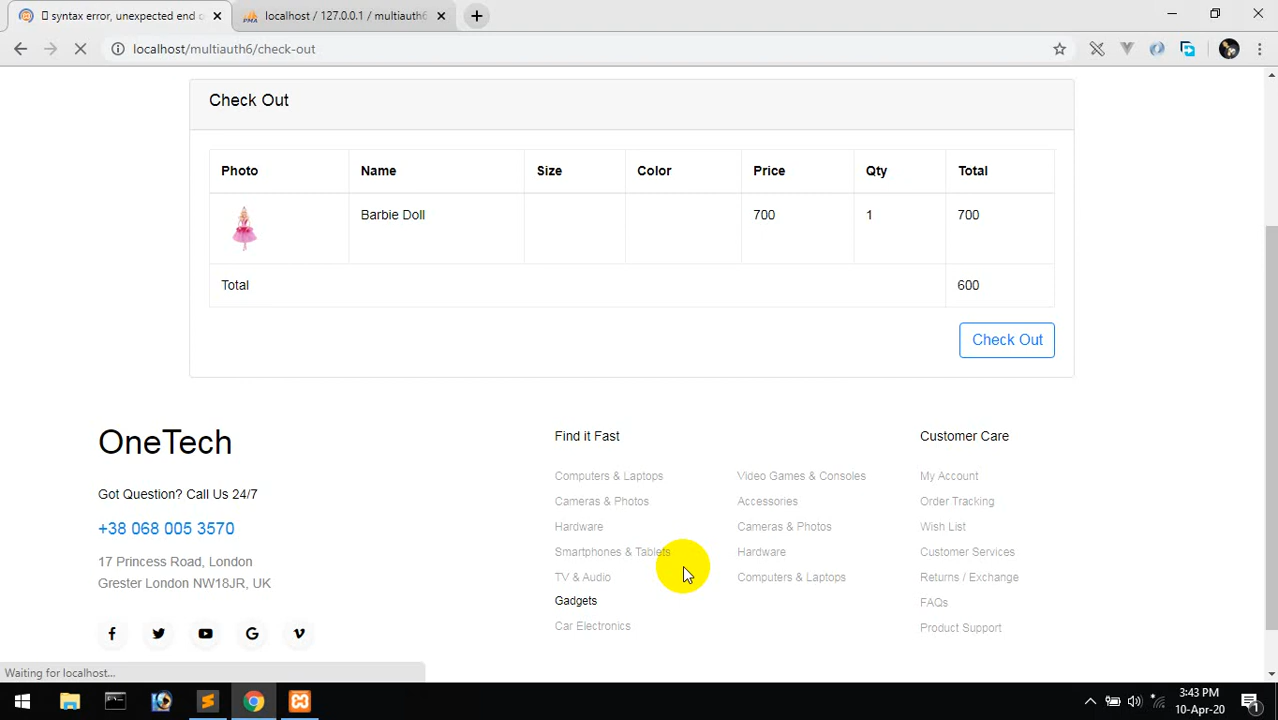 syntax error, unexpected end o
localhost / 127.0.0.1 / multiauth6
localhost/multiauth6/check-out
Check Out
Photo Name Size Color Price Qty Total
Barbie Doll 700 1 700
Total 600
Check Out
OneTech
Got Question? Call Us 24/7
+38 068 005 3570
17 Princess Road, London
Grester London NW18JR, UK
Find it Fast
Computers & Laptops
Cameras & Photos
Hardware
Smartphones & Tablets
TV & Audio
Gadgets
Car Electronics
Video Games & Consoles
Accessories
Cameras & Photos
Hardware
Computers & Laptops
Customer Care
My Account
Order Tracking
Wish List
Customer Services
Returns / Exchange
FAQs
Product Support
Waiting for localhost...
3:43 PM
10-Apr-20